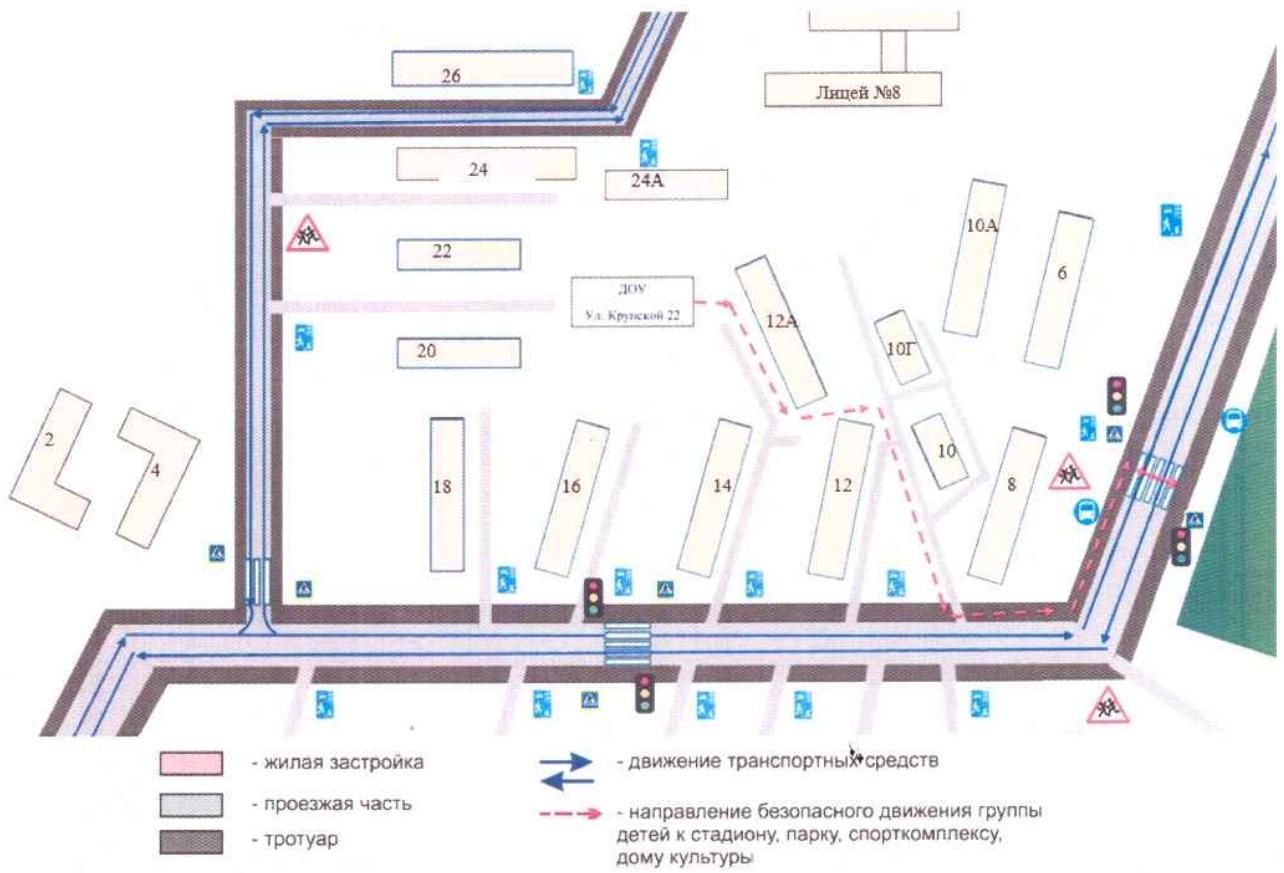 26
Лицей №8
24
24А
10А
22
6
ДОУ
Ул. Крупской 22
12А
10Г
20
2
4
18
16
14
12
10
8
- жилая застройка
- проезжая часть
- тротуар
- движение транспортных средств
- направление безопасного движения группы
детей к стадиону, парку, спорткомплексу,
дому культуры